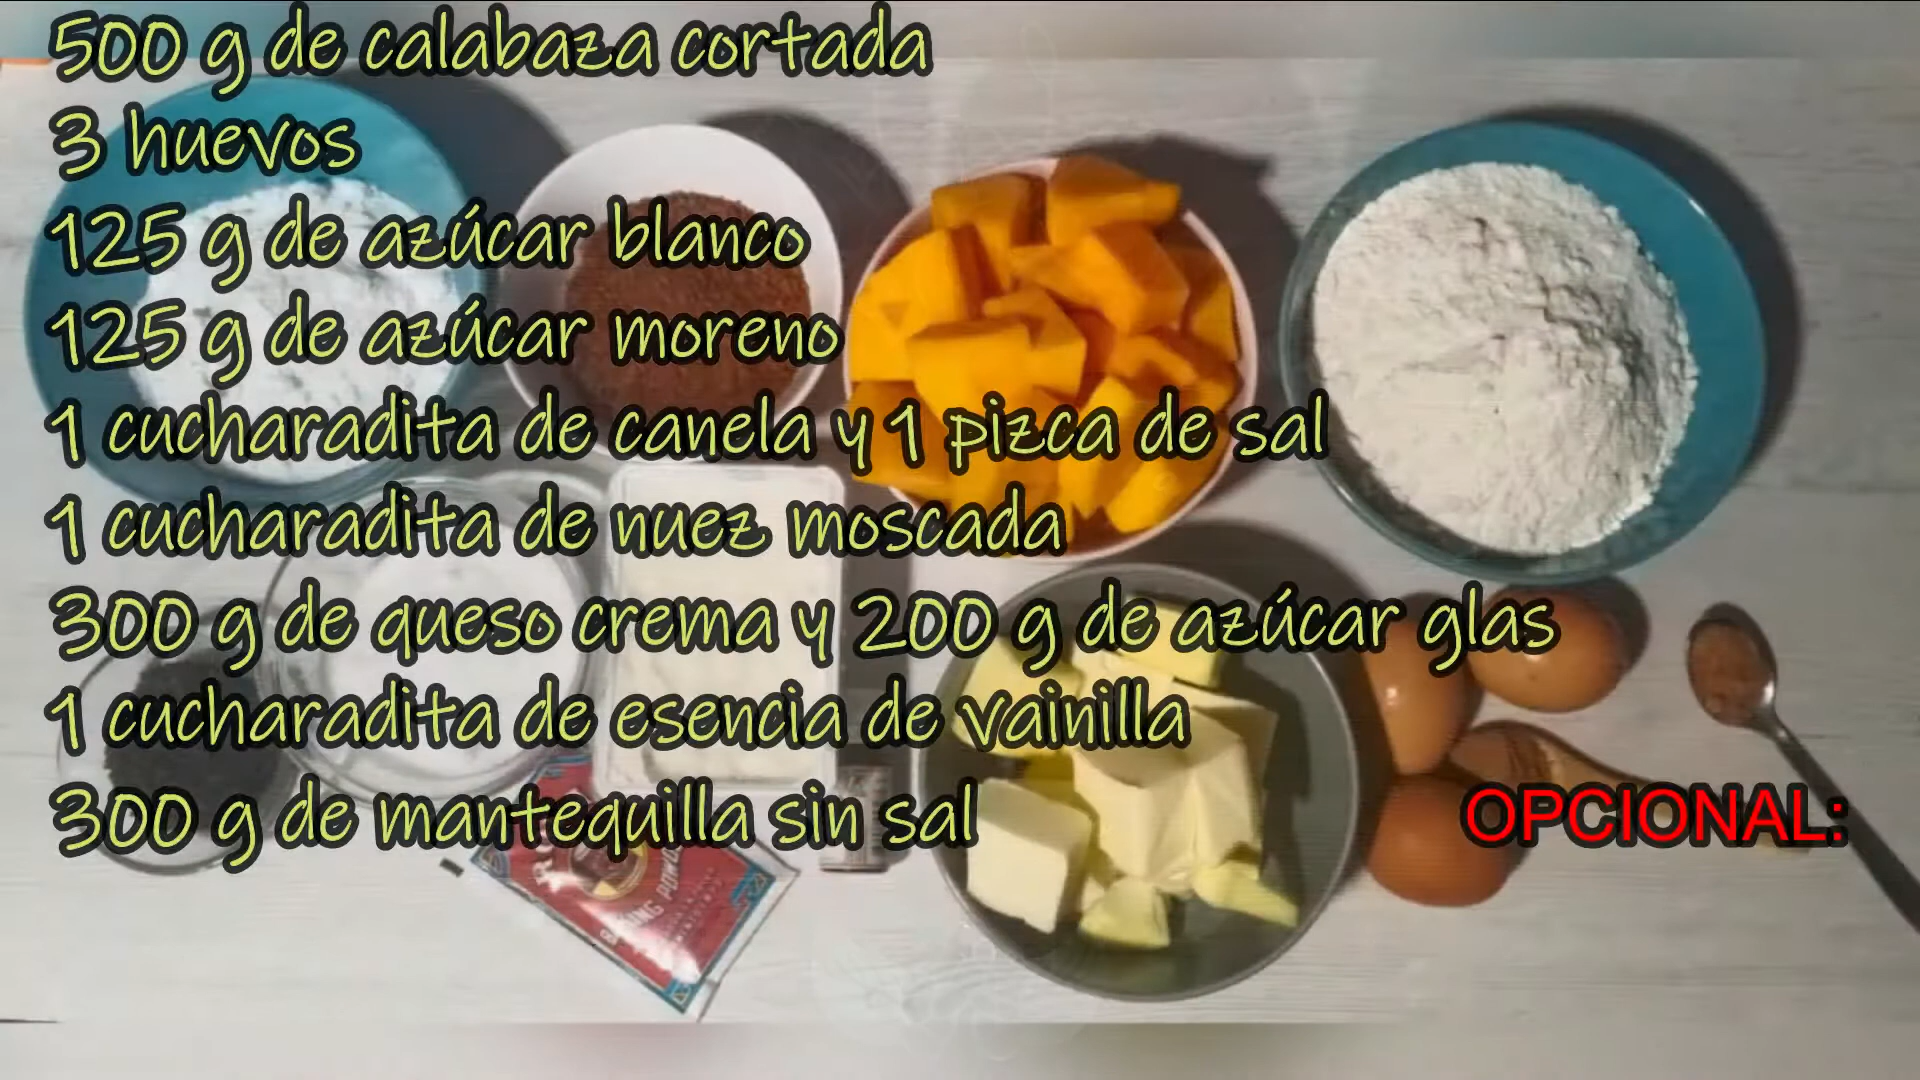 500 g de calabaza cortada
3 huevos
125 g de azúcar blanco
125 g de azúcar moreno
1 cucharadita de canela y 1 pizca de sal
1 cucharadita de nuez moscada
300 g de queso crema y 200 g de azúcar glas
1 cucharadita de esencia de vainilla
300 g de mantequilla sin sal
OPCIONAL: